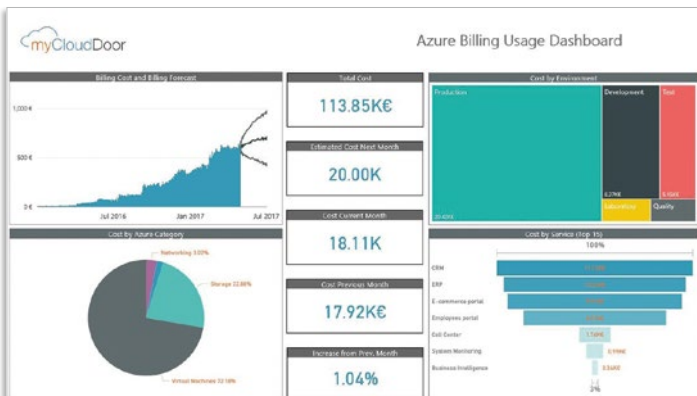 myCloudDoor
Azure Billing Usage Dashboard
Billing Cost and Billing Forecast
1,000 €
500 €
0 €
Jul 2016
Jan 2017
Jul 2017
Total Cost
113.85K€
Estimated Cost Next Month
20.00K
Cost Current Month
18.11K
Cost Previous Month
17.92K€
Increase from Prev. Month
1.04%
Cost by Environment
Production
Development
Test
Laboratory
Quality
Cost by Azure Category
Networking
Storage
Virtual Machines
Cost by Service (Top 15)
100%
CRM
ERP
E-commerce portal
Employees portal
Call Center
System Monitoring
Business Intelligence